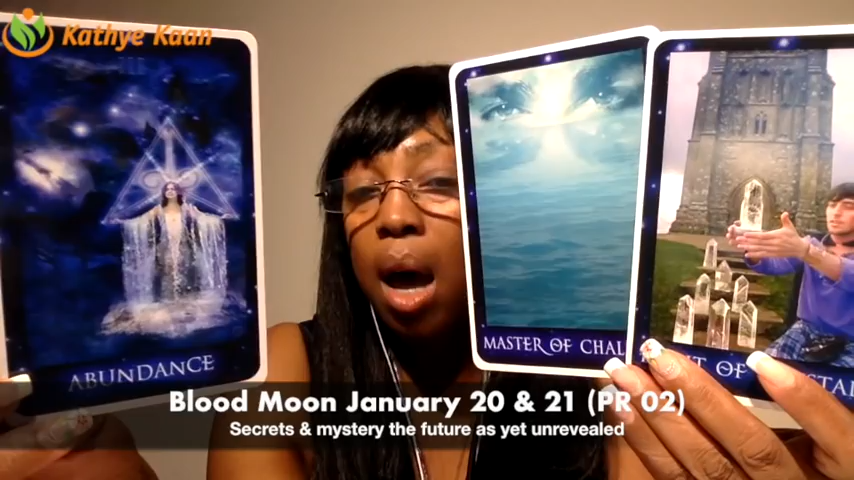 Kathye Kaan
ABUNDANCE
MASTER OF
OF
Blood Moon January 20 & 21 (PR 02)
Secrets & mystery the future as yet unrevealed